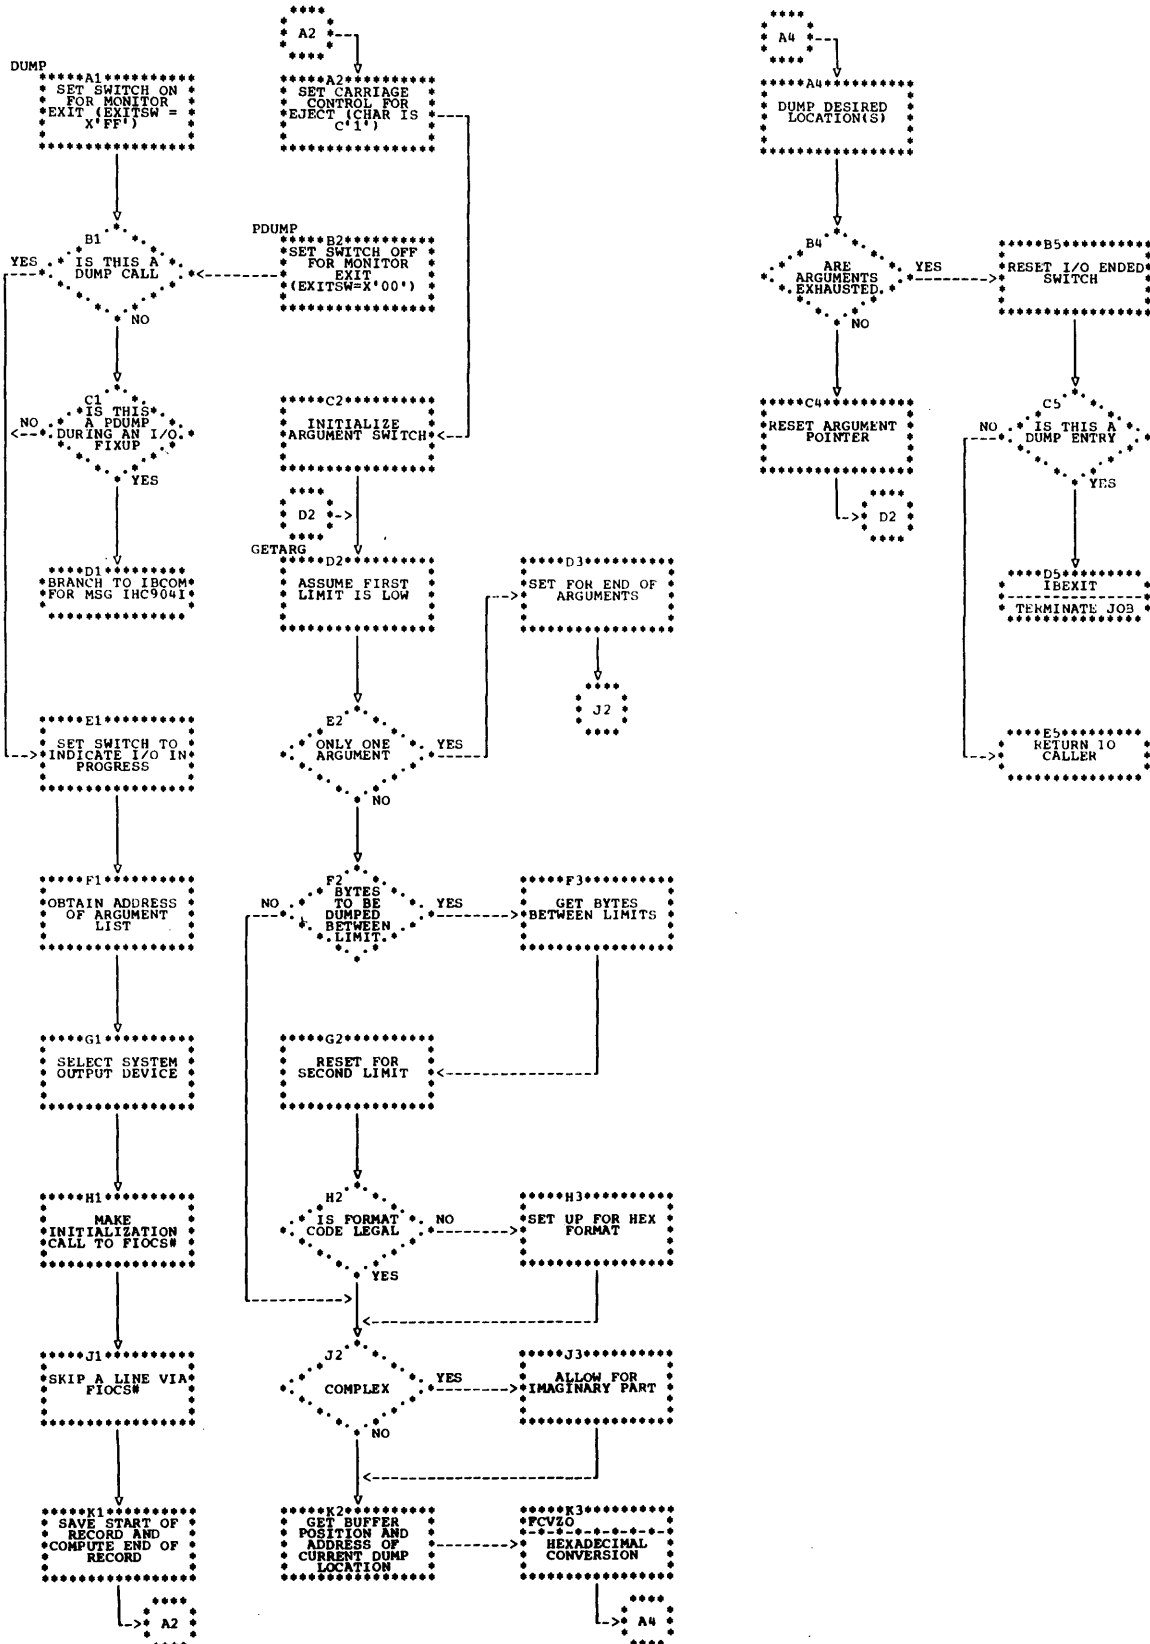 DUMP
A1
SET SWITCH ON
FOR MONITOR
EXIT (EXITSW =
X'FF')
B1
IS THIS A
DUMP CALL
YES
NO
C1
IS THIS
A PDUMP
DURING AN I/O
FIXUP
NO
YES
D1
BRANCH TO IBCOM
FOR MSG IHC904I
E1
SET SWITCH TO
INDICATE I/O IN
PROGRESS
F1
OBTAIN ADDRESS
OF ARGUMENT
LIST
G1
SELECT SYSTEM
OUTPUT DEVICE
H1
MAKE
INITIALIZATION
CALL TO FIOCS#
J1
SKIP A LINE VIA
FIOCS#
K1
SAVE START OF
RECORD AND
COMPUTE END OF
RECORD
A2
A2
A2
SET CARRIAGE
CONTROL FOR
EJECT (CHAR IS
C'1')
PDUMP
B2
SET SWITCH OFF
FOR MONITOR
EXIT
(EXITSW=X'00')
C2
INITIALIZE
ARGUMENT SWITCH
D2
GETARG
D2
ASSUME FIRST
LIMIT IS LOW
D3
SET FOR END OF
ARGUMENTS
J2
E2
ONLY ONE
ARGUMENT
YES
NO
F2
BYTES
TO BE
DUMPED
BETWEEN
LIMIT
NO
YES
F3
GET BYTES
BETWEEN LIMITS
G2
RESET FOR
SECOND LIMIT
H2
IS FORMAT
CODE LEGAL
NO
YES
H3
SET UP FOR HEX
FORMAT
J2
COMPLEX
YES
NO
J3
ALLOW FOR
IMAGINARY PART
K2
GET BUFFER
POSITION AND
ADDRESS OF
CURRENT DUMP
LOCATION
K3
FCVZO
HEXADECIMAL
CONVERSION
A4
A4
A4
DUMP DESIRED
LOCATION(S)
B4
ARE
ARGUMENTS
EXHAUSTED
YES
NO
C4
RESET ARGUMENT
POINTER
D2
B5
RESET I/O ENDED
SWITCH
C5
IS THIS A
DUMP ENTRY
NO
YES
D5
IBEXIT
TERMINATE JOB
E5
RETURN TO
CALLER